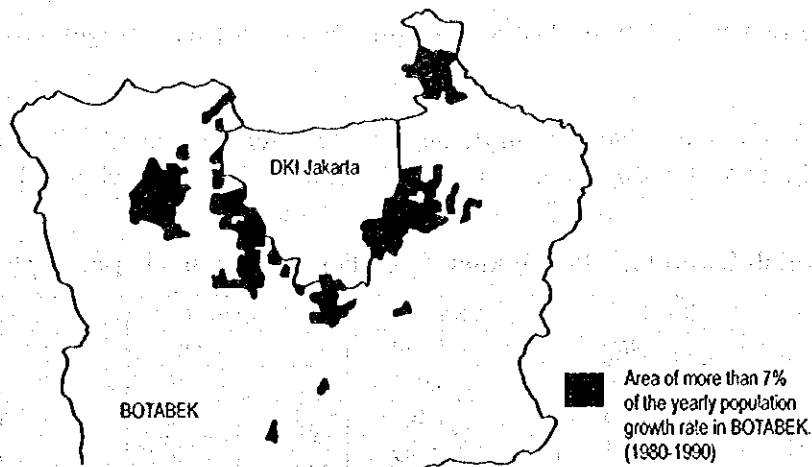 DKI Jakarta
BOTABEK
Area of more than 7%
of the yearly population
growth rate in BOTABEK.
(1980-1990)